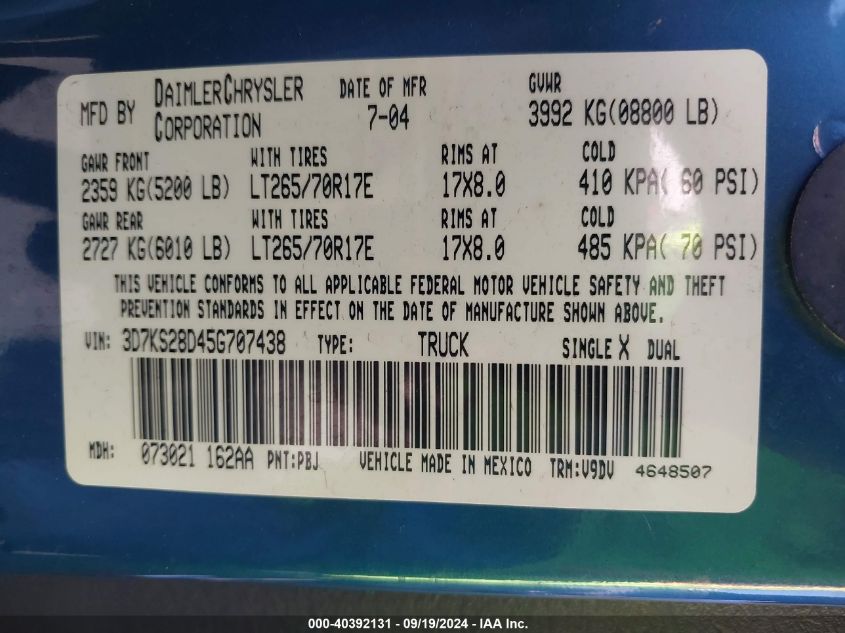 MFD BY DAIMLERCHRYSLER CORPORATION DATE OF MFR 7-04 GVWR 3992 KG(08800 LB)
GAWR FRONT WITH TIRES RIMS AT COLD
2359 KG(5200 LB) LT265/70R17E 17X8.0 410 KPA( 60 PSI)
GAWR REAR WITH TIRES RIMS AT COLD
2727 KG(6010 LB) LT265/70R17E 17X8.0 485 KPA( 70 PSI)
THIS VEHICLE CONFORMS TO ALL APPLICABLE FEDERAL MOTOR VEHICLE SAFETY AND THEFT
PREVENTION STANDARDS IN EFFECT ON THE DATE OF MANUFACTURE SHOWN ABOVE.
VIN: 3D7KS28D45G707438 TYPE: TRUCK SINGLE X DUAL
MDH: 073021 162AA PNT:PBJ VEHICLE MADE IN MEXICO TRM:V9DV 4648507
000-40392131 - 09/19/2024 - IAA Inc.